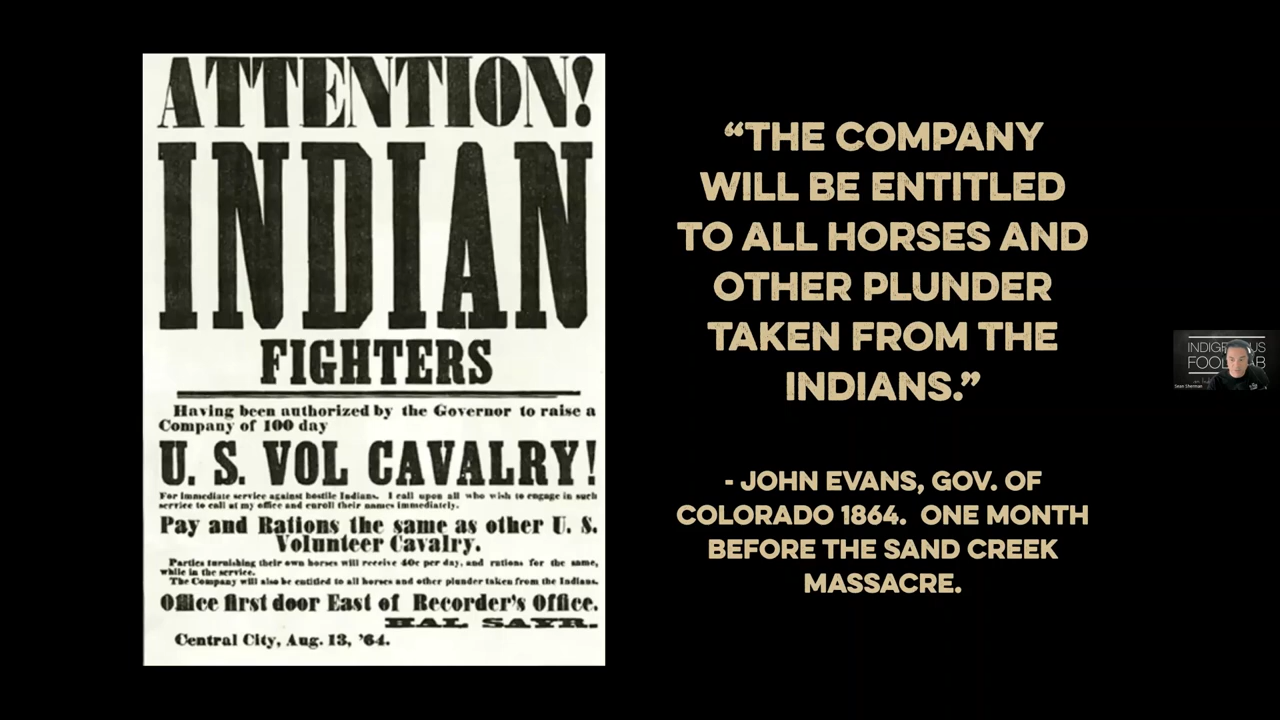 ATTENTION!
INDIAN
FIGHTERS
Having been authorized by the Governor to raise a
Company of 100 day
U. S. VOL CAVALRY!
For immediate service against hostile Indians. I call upon all who wish to engage in such
service to call at my office and enroll their names immediately.
Pay and Rations the same as other U. S.
Volunteer Cavalry.
Parties furnishing their own horses will receive 40c per day, and rations for the same,
while in the service.
The Company will also be entitled to all horses and other plunder taken from the Indians.
Office first door East of Recorder's Office.
HAL SAYR.
Central City, Aug. 13, '64.
“THE COMPANY
WILL BE ENTITLED
TO ALL HORSES AND
OTHER PLUNDER
TAKEN FROM THE
INDIANS.”
- JOHN EVANS, GOV. OF
COLORADO 1864. ONE MONTH
BEFORE THE SAND CREEK
MASSACRE.
Sean Sherman